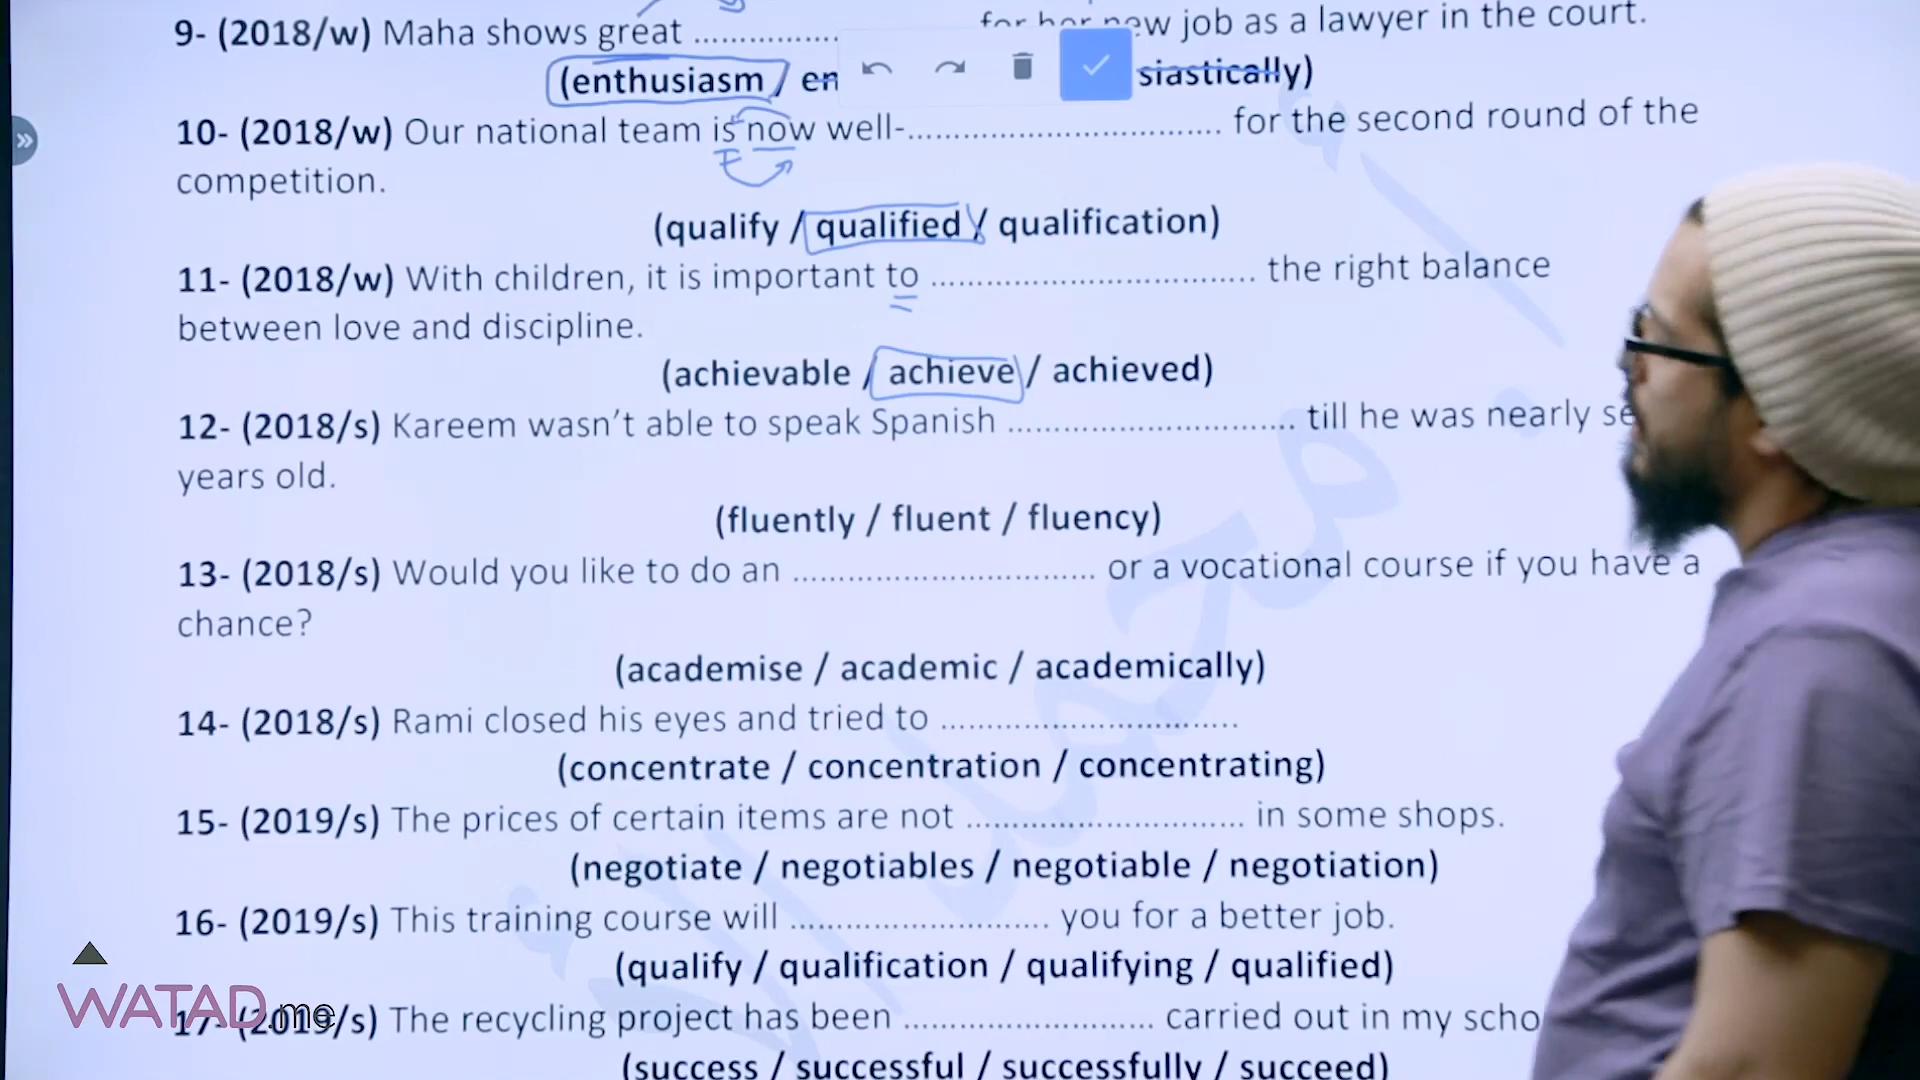 9- (2018/w) Maha shows great ................ for her new job as a lawyer in the court.
(enthusiasm / en siastically)
10- (2018/w) Our national team is now well-.................................. for the second round of the
competition.
(qualify / qualified / qualification)
11- (2018/w) With children, it is important to .................................. the right balance
between love and discipline.
(achievable / achieve / achieved)
12- (2018/s) Kareem wasn't able to speak Spanish .............................. till he was nearly se
years old.
(fluently / fluent / fluency)
13- (2018/s) Would you like to do an ................................ or a vocational course if you have a
chance?
(academise / academic / academically)
14- (2018/s) Rami closed his eyes and tried to ................................
(concentrate / concentration / concentrating)
15- (2019/s) The prices of certain items are not ............................. in some shops.
(negotiate / negotiables / negotiable / negotiation)
16- (2019/s) This training course will ........................... you for a better job.
(qualify / qualification / qualifying / qualified)
17- (2019/s) The recycling project has been .......................... carried out in my scho
(success / successful / successfully / succeed)
WATAD.me